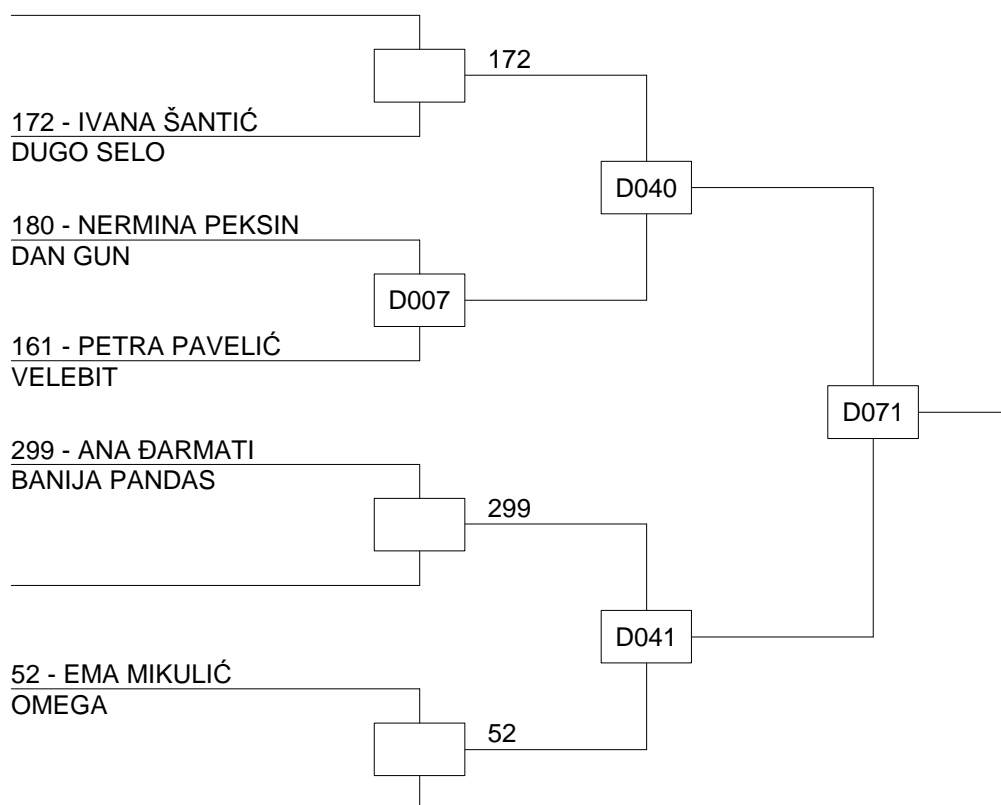 172
172 - IVANA ŠANTIĆ
DUGO SELO
D040
180 - NERMINA PEKSIN
DAN GUN
D007
161 - PETRA PAVELIĆ
VELEBIT
D071
299 - ANA ĐARMATI
BANIJA PANDAS
299
D041
52 - EMA MIKULIĆ
OMEGA
52